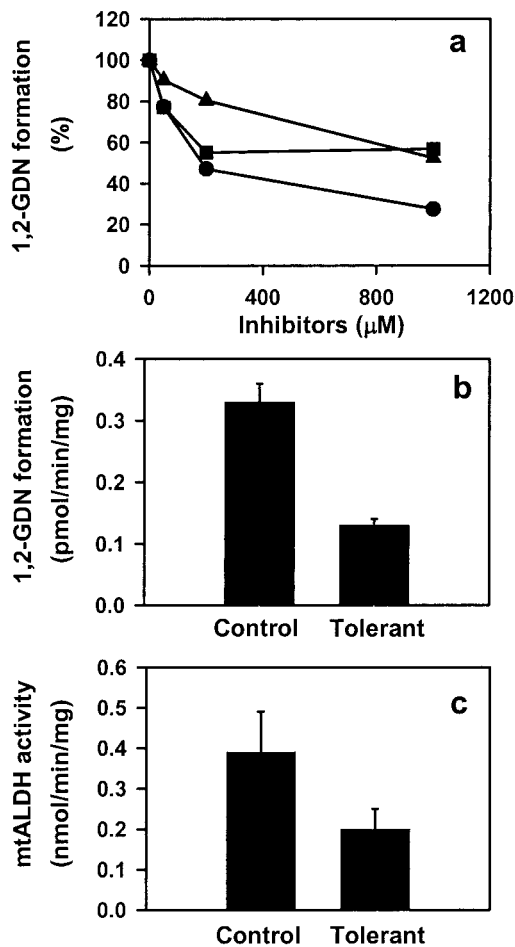 a
1,2-GDN formation
(%)
120
100
80
60
40
20
0
0 400 800 1200
Inhibitors (μM)
b
1,2-GDN formation
(pmol/min/mg)
0.4
0.3
0.2
0.1
0.0
Control Tolerant
c
mtALDH activity
(nmol/min/mg)
0.6
0.5
0.4
0.3
0.2
0.1
0.0
Control Tolerant